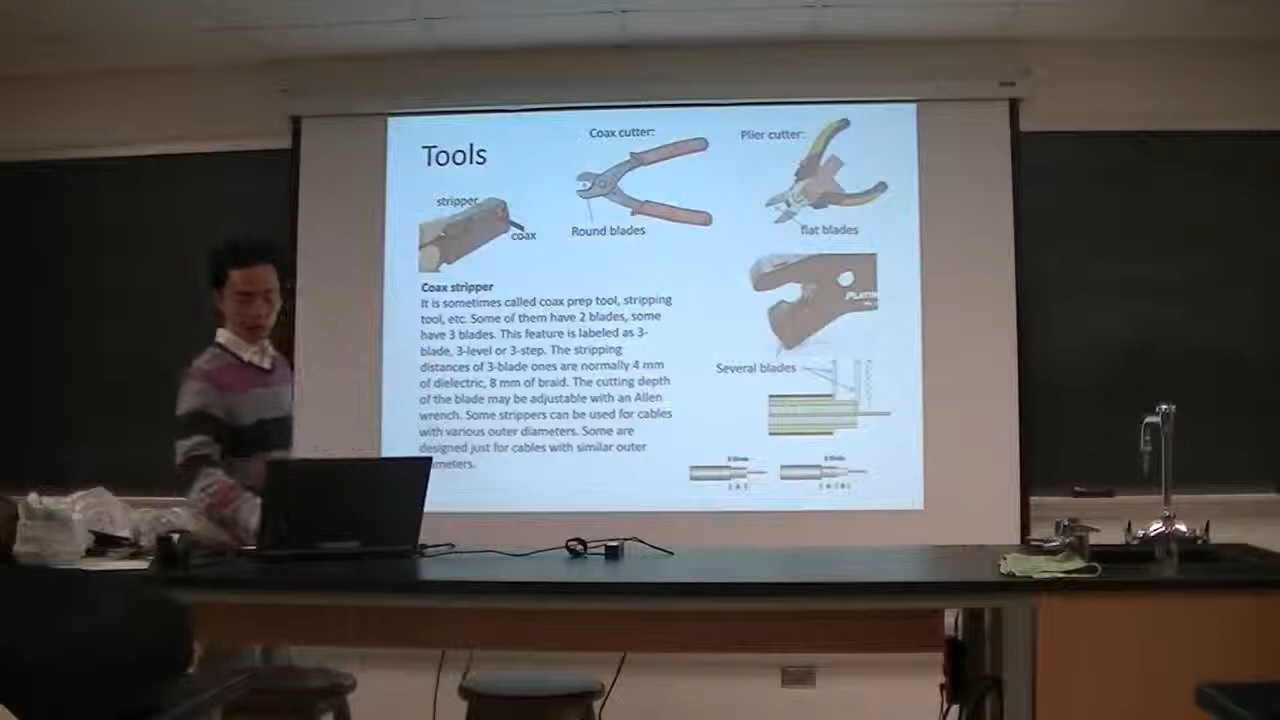 Tools
Coax cutter:
Plier cutter:
stripper
coax
Round blades
flat blades
Coax stripper
It is sometimes called coax prep tool, stripping
tool, etc. Some of them have 2 blades, some
have 3 blades. This feature is labeled as 3-
blade, 3-level or 3-step. The stripping
distances of 3-blade ones are normally 4 mm
of dielectric, 8 mm of braid. The cutting depth
of the blade may be adjustable with an Allen
wrench. Some strippers can be used for cables
with various outer diameters. Some are
designed just for cables with similar outer
ameters.
PLATIN
Several blades